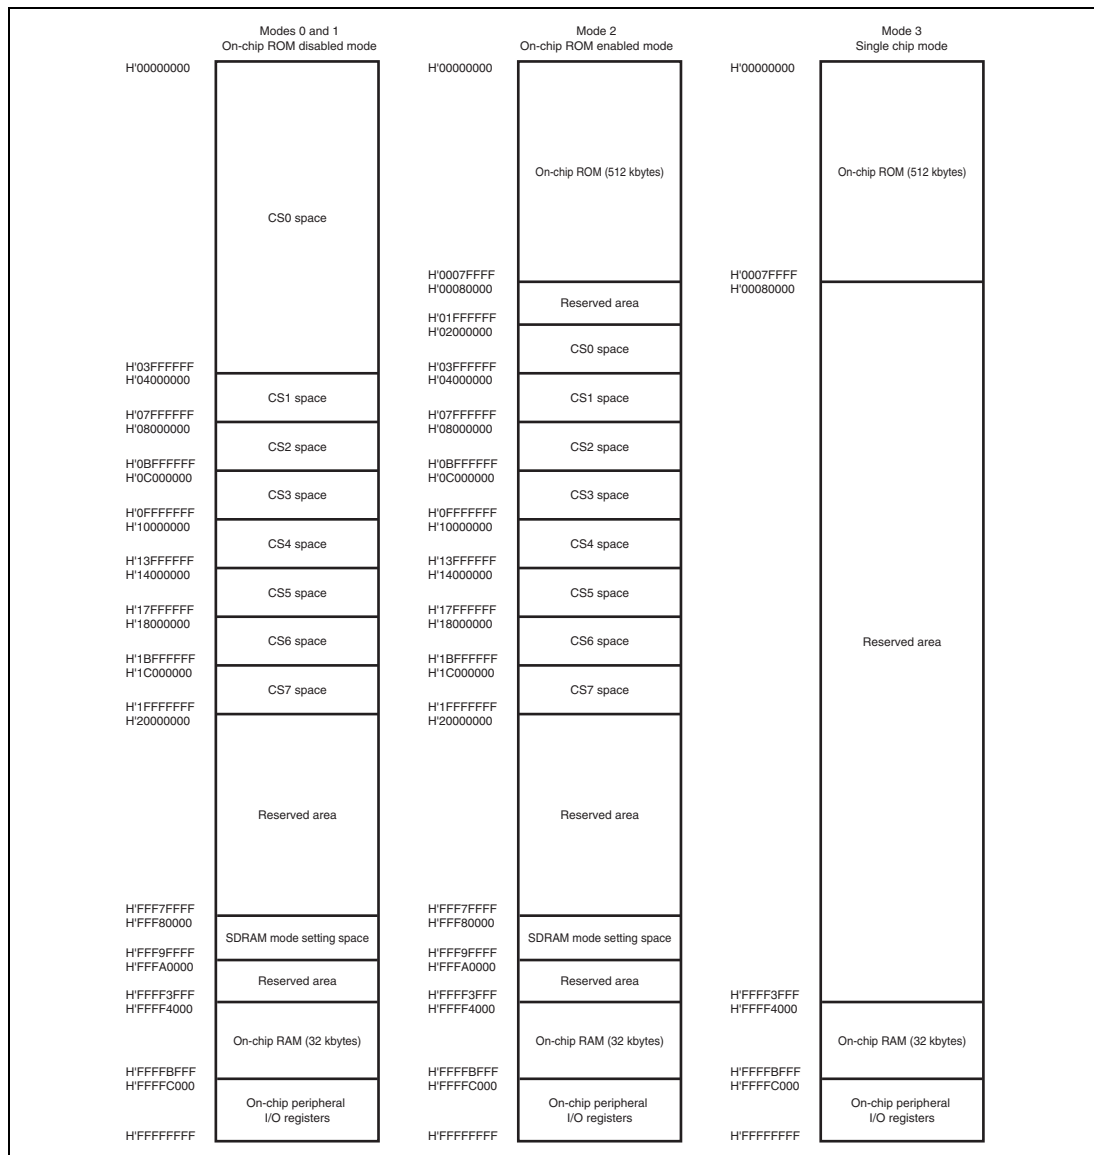 Modes 0 and 1
On-chip ROM disabled mode
H'00000000
CS0 space
H'03FFFFFF
H'04000000
CS1 space
H'07FFFFFF
H'08000000
CS2 space
H'0BFFFFFF
H'0C000000
CS3 space
H'0FFFFFFF
H'10000000
CS4 space
H'13FFFFFF
H'14000000
CS5 space
H'17FFFFFF
H'18000000
CS6 space
H'1BFFFFFF
H'1C000000
CS7 space
H'1FFFFFFF
H'20000000
Reserved area
H'FFF7FFFF
H'FFF80000
SDRAM mode setting space
H'FFF9FFFF
H'FFFA0000
Reserved area
H'FFFF3FFF
H'FFFF4000
On-chip RAM (32 kbytes)
H'FFFFBFFF
H'FFFFC000
On-chip peripheral
I/O registers
H'FFFFFFFF
Mode 2
On-chip ROM enabled mode
H'00000000
On-chip ROM (512 kbytes)
H'0007FFFF
H'00080000
Reserved area
H'01FFFFFF
H'02000000
CS0 space
H'03FFFFFF
H'04000000
CS1 space
H'07FFFFFF
H'08000000
CS2 space
H'0BFFFFFF
H'0C000000
CS3 space
H'0FFFFFFF
H'10000000
CS4 space
H'13FFFFFF
H'14000000
CS5 space
H'17FFFFFF
H'18000000
CS6 space
H'1BFFFFFF
H'1C000000
CS7 space
H'1FFFFFFF
H'20000000
Reserved area
H'FFF7FFFF
H'FFF80000
SDRAM mode setting space
H'FFF9FFFF
H'FFFA0000
Reserved area
H'FFFF3FFF
H'FFFF4000
On-chip RAM (32 kbytes)
H'FFFFBFFF
H'FFFFC000
On-chip peripheral
I/O registers
H'FFFFFFFF
Mode 3
Single chip mode
H'00000000
On-chip ROM (512 kbytes)
H'0007FFFF
H'00080000
Reserved area
H'FFFF3FFF
H'FFFF4000
On-chip RAM (32 kbytes)
H'FFFFBFFF
H'FFFFC000
On-chip peripheral
I/O registers
H'FFFFFFFF